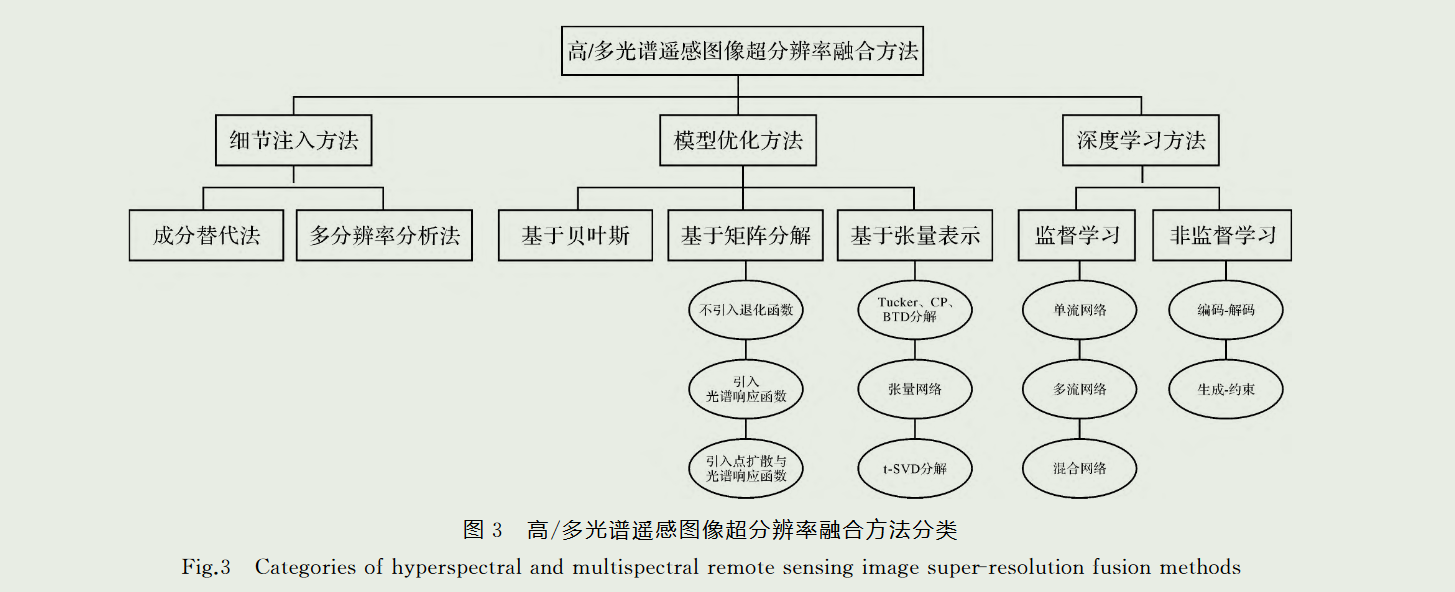 高/多光谱遥感图像超分辨率融合方法
细节注入方法
模型优化方法
深度学习方法
成分替代法
多分辨率分析法
基于贝叶斯
基于矩阵分解
基于张量表示
监督学习
非监督学习
不引入退化函数
Tucker、CP、
BTD分解
单流网络
编码-解码
引入
光谱响应函数
张量网络
多流网络
生成-约束
引入点扩散与
光谱响应函数
t-SVD分解
混合网络
图 3 高/多光谱遥感图像超分辨率融合方法分类
Fig.3 Categories of hyperspectral and multispectral remote sensing image super-resolution fusion methods